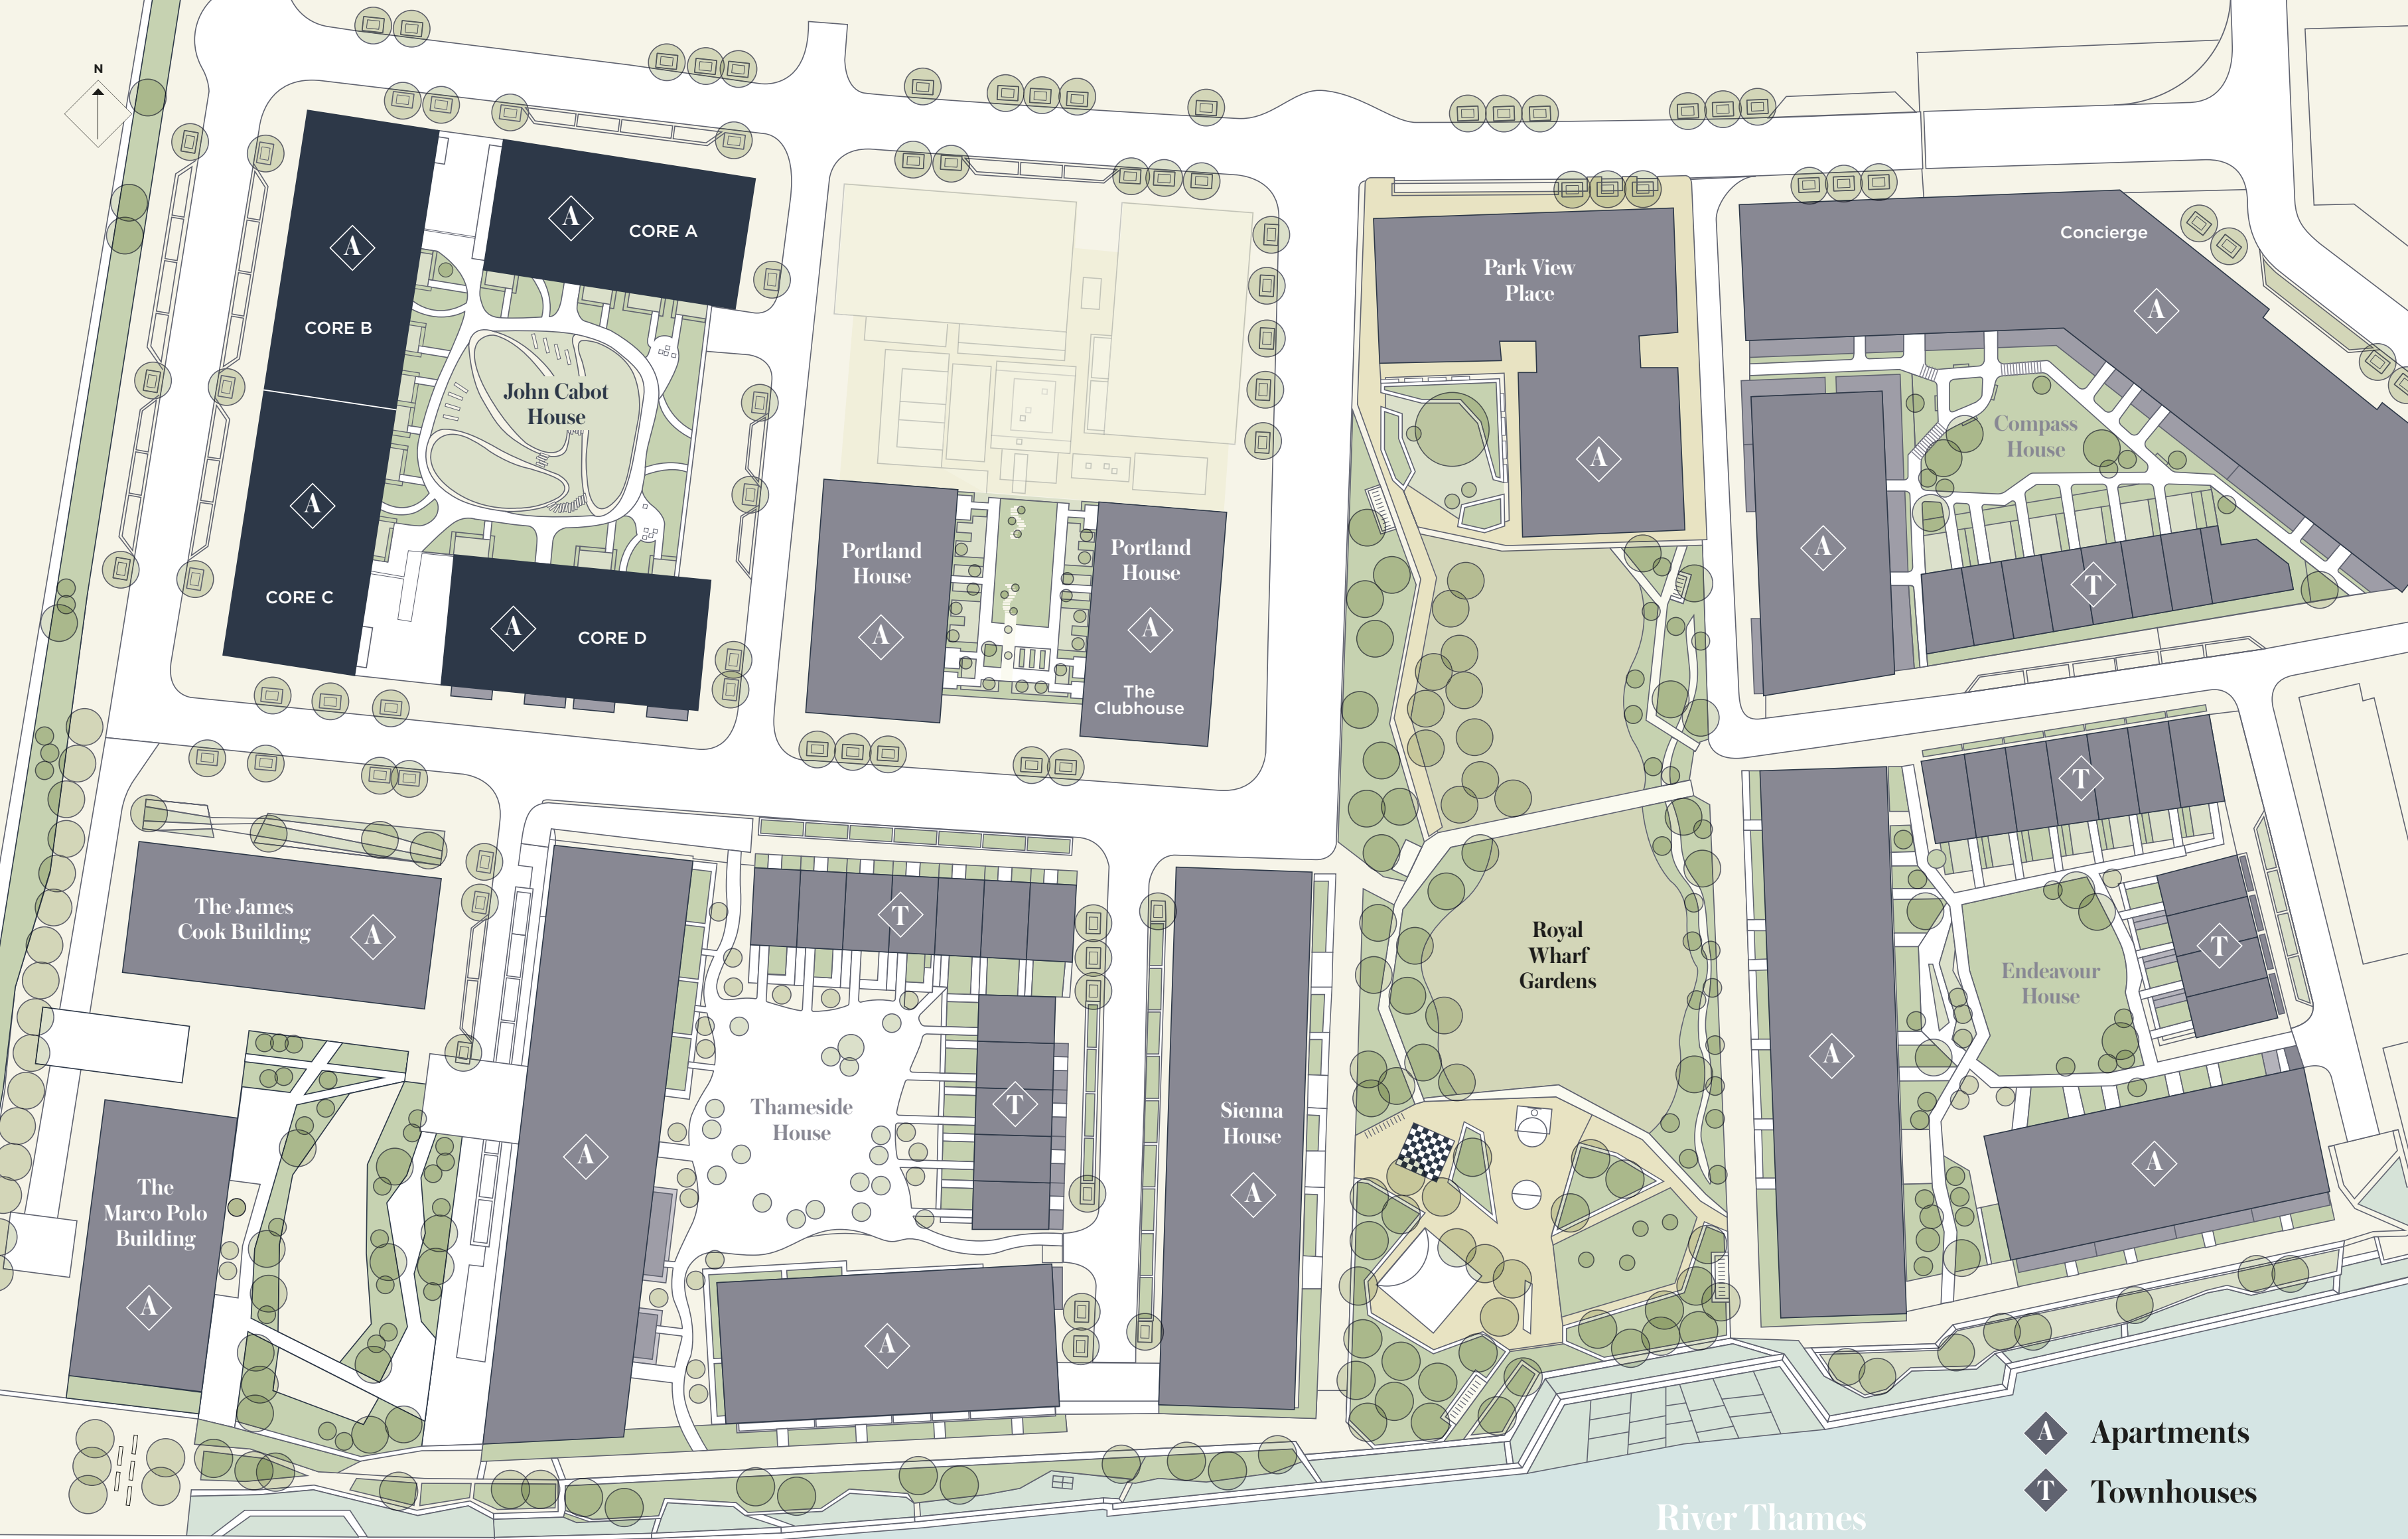 N
A
CORE A
A
CORE B
John Cabot
House
A
CORE C
A
CORE D
Portland
House
A
Portland
House
A
The
Clubhouse
Park View
Place
A
Concierge
A
Compass
House
A
T
The James
Cook Building
A
The
Marco Polo
Building
A
A
T
Thameside
House
T
A
Sienna
House
A
Royal
Wharf
Gardens
A
T
Endeavour
House
T
A
A Apartments
T Townhouses
River Thames